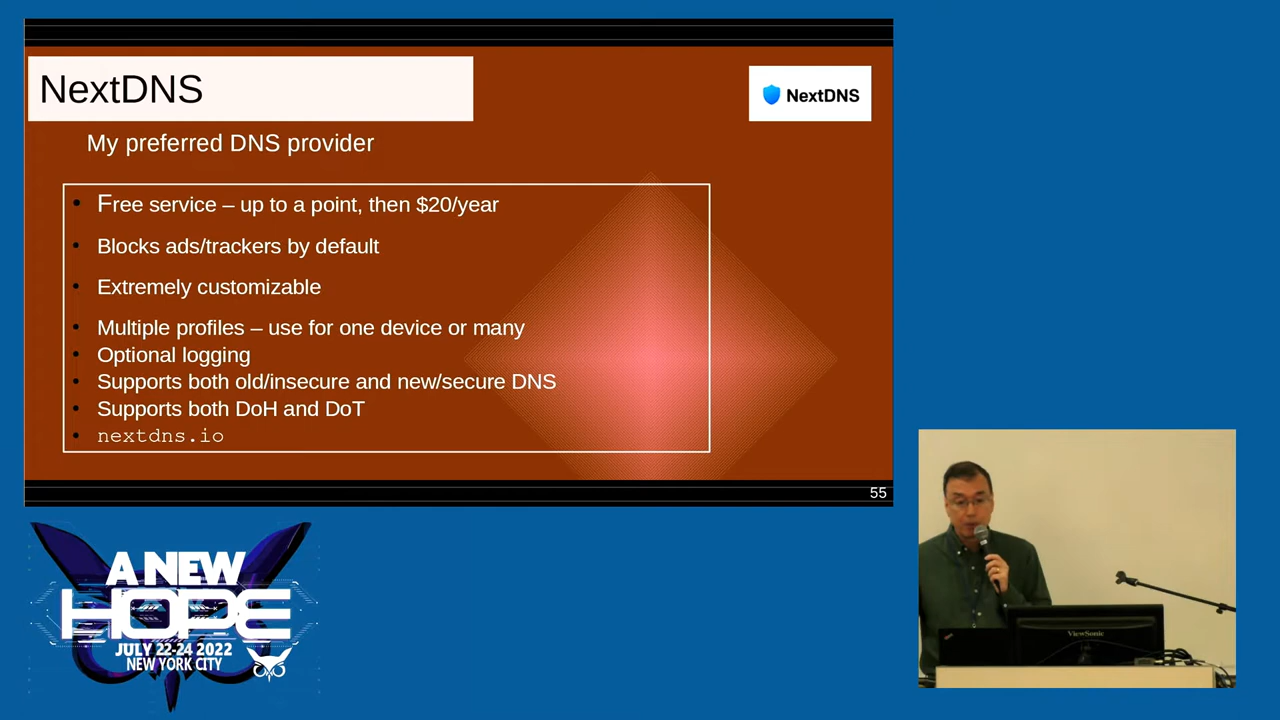 NextDNS
NextDNS
My preferred DNS provider
• Free service – up to a point, then $20/year
• Blocks ads/trackers by default
• Extremely customizable
• Multiple profiles – use for one device or many
• Optional logging
• Supports both old/insecure and new/secure DNS
• Supports both DoH and DoT
• nextdns.io
55
A NEW
HOPE
JULY 22-24 2022
NEW YORK CITY
ViewSonic